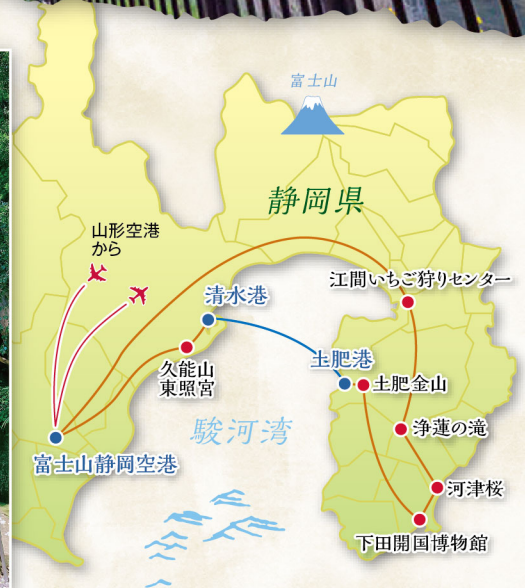 富士山
静岡県
山形空港
から
江間いちご狩りセンター
清水港
土肥港
久能山
東照宮
土肥金山
駿河湾
浄蓮の滝
富士山静岡空港
河津桜
下田開国博物館